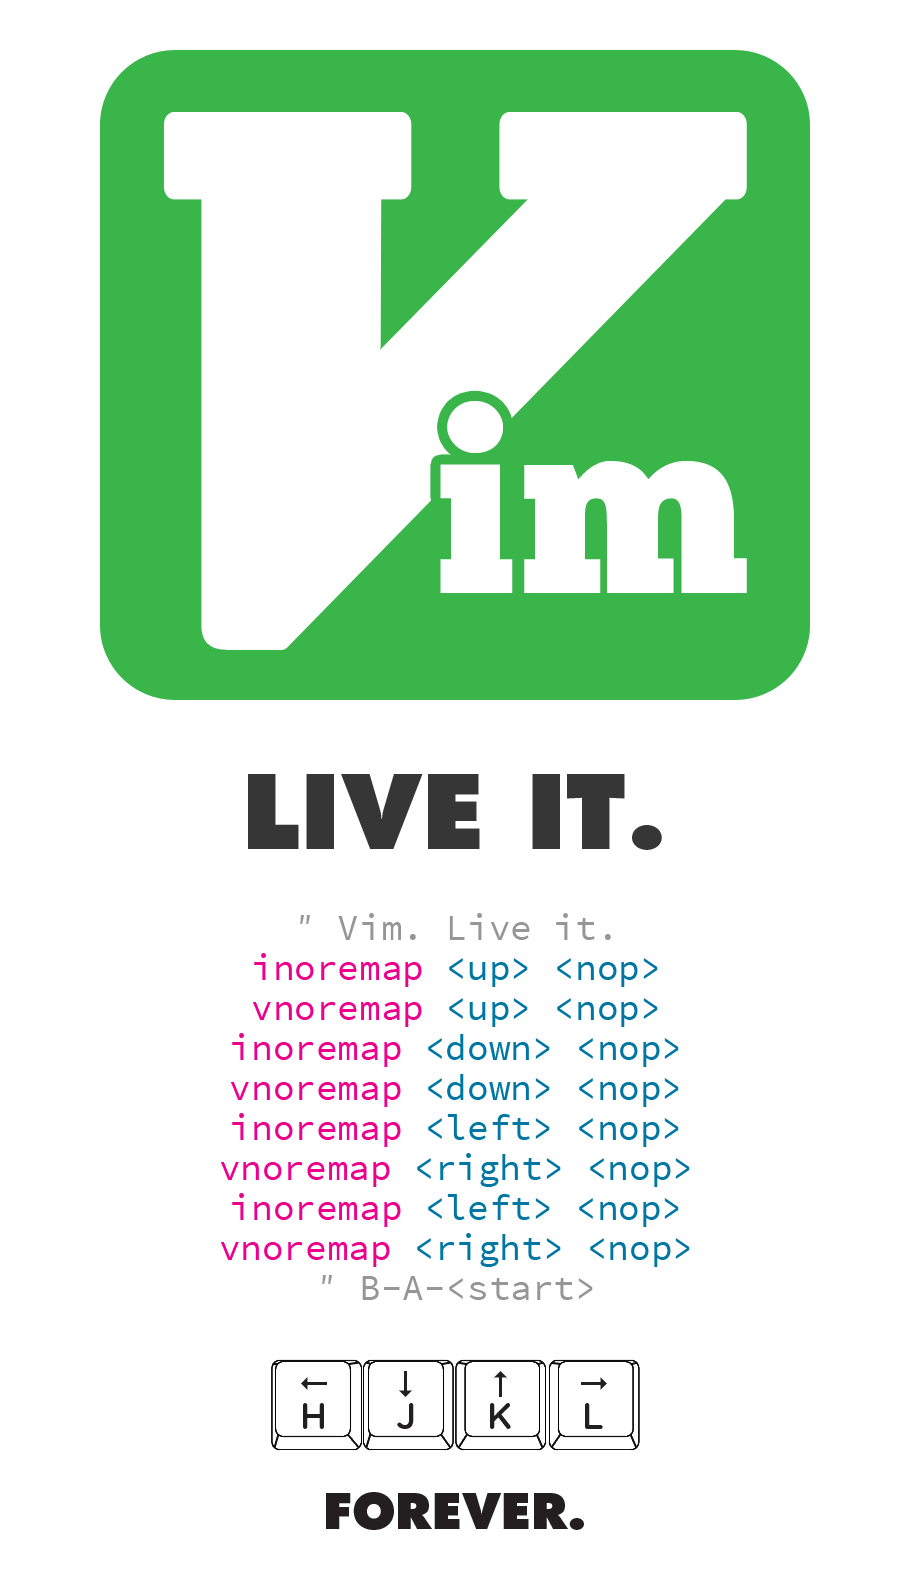 Vim
LIVE IT.
" Vim. Live it.
inoremap <up> <nop>
vnoremap <up> <nop>
inoremap <down> <nop>
vnoremap <down> <nop>
inoremap <left> <nop>
vnoremap <right> <nop>
inoremap <left> <nop>
vnoremap <right> <nop>
" B-A-<start>
← ↓ ↑ →
H J K L
FOREVER.